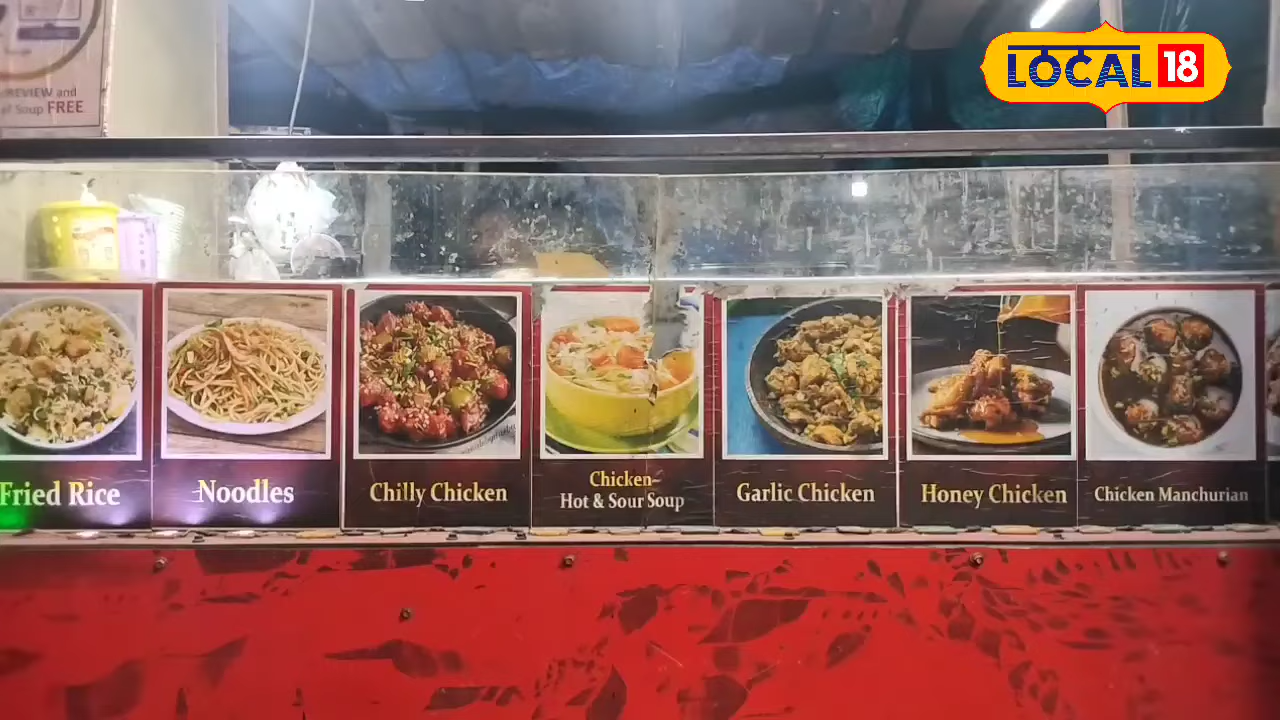 LOCAL 18
REVIEW and
Soup FREE
Fried Rice
Noodles
Chilly Chicken
Chicken
Hot & Sour Soup
Garlic Chicken
Honey Chicken
Chicken Manchurian